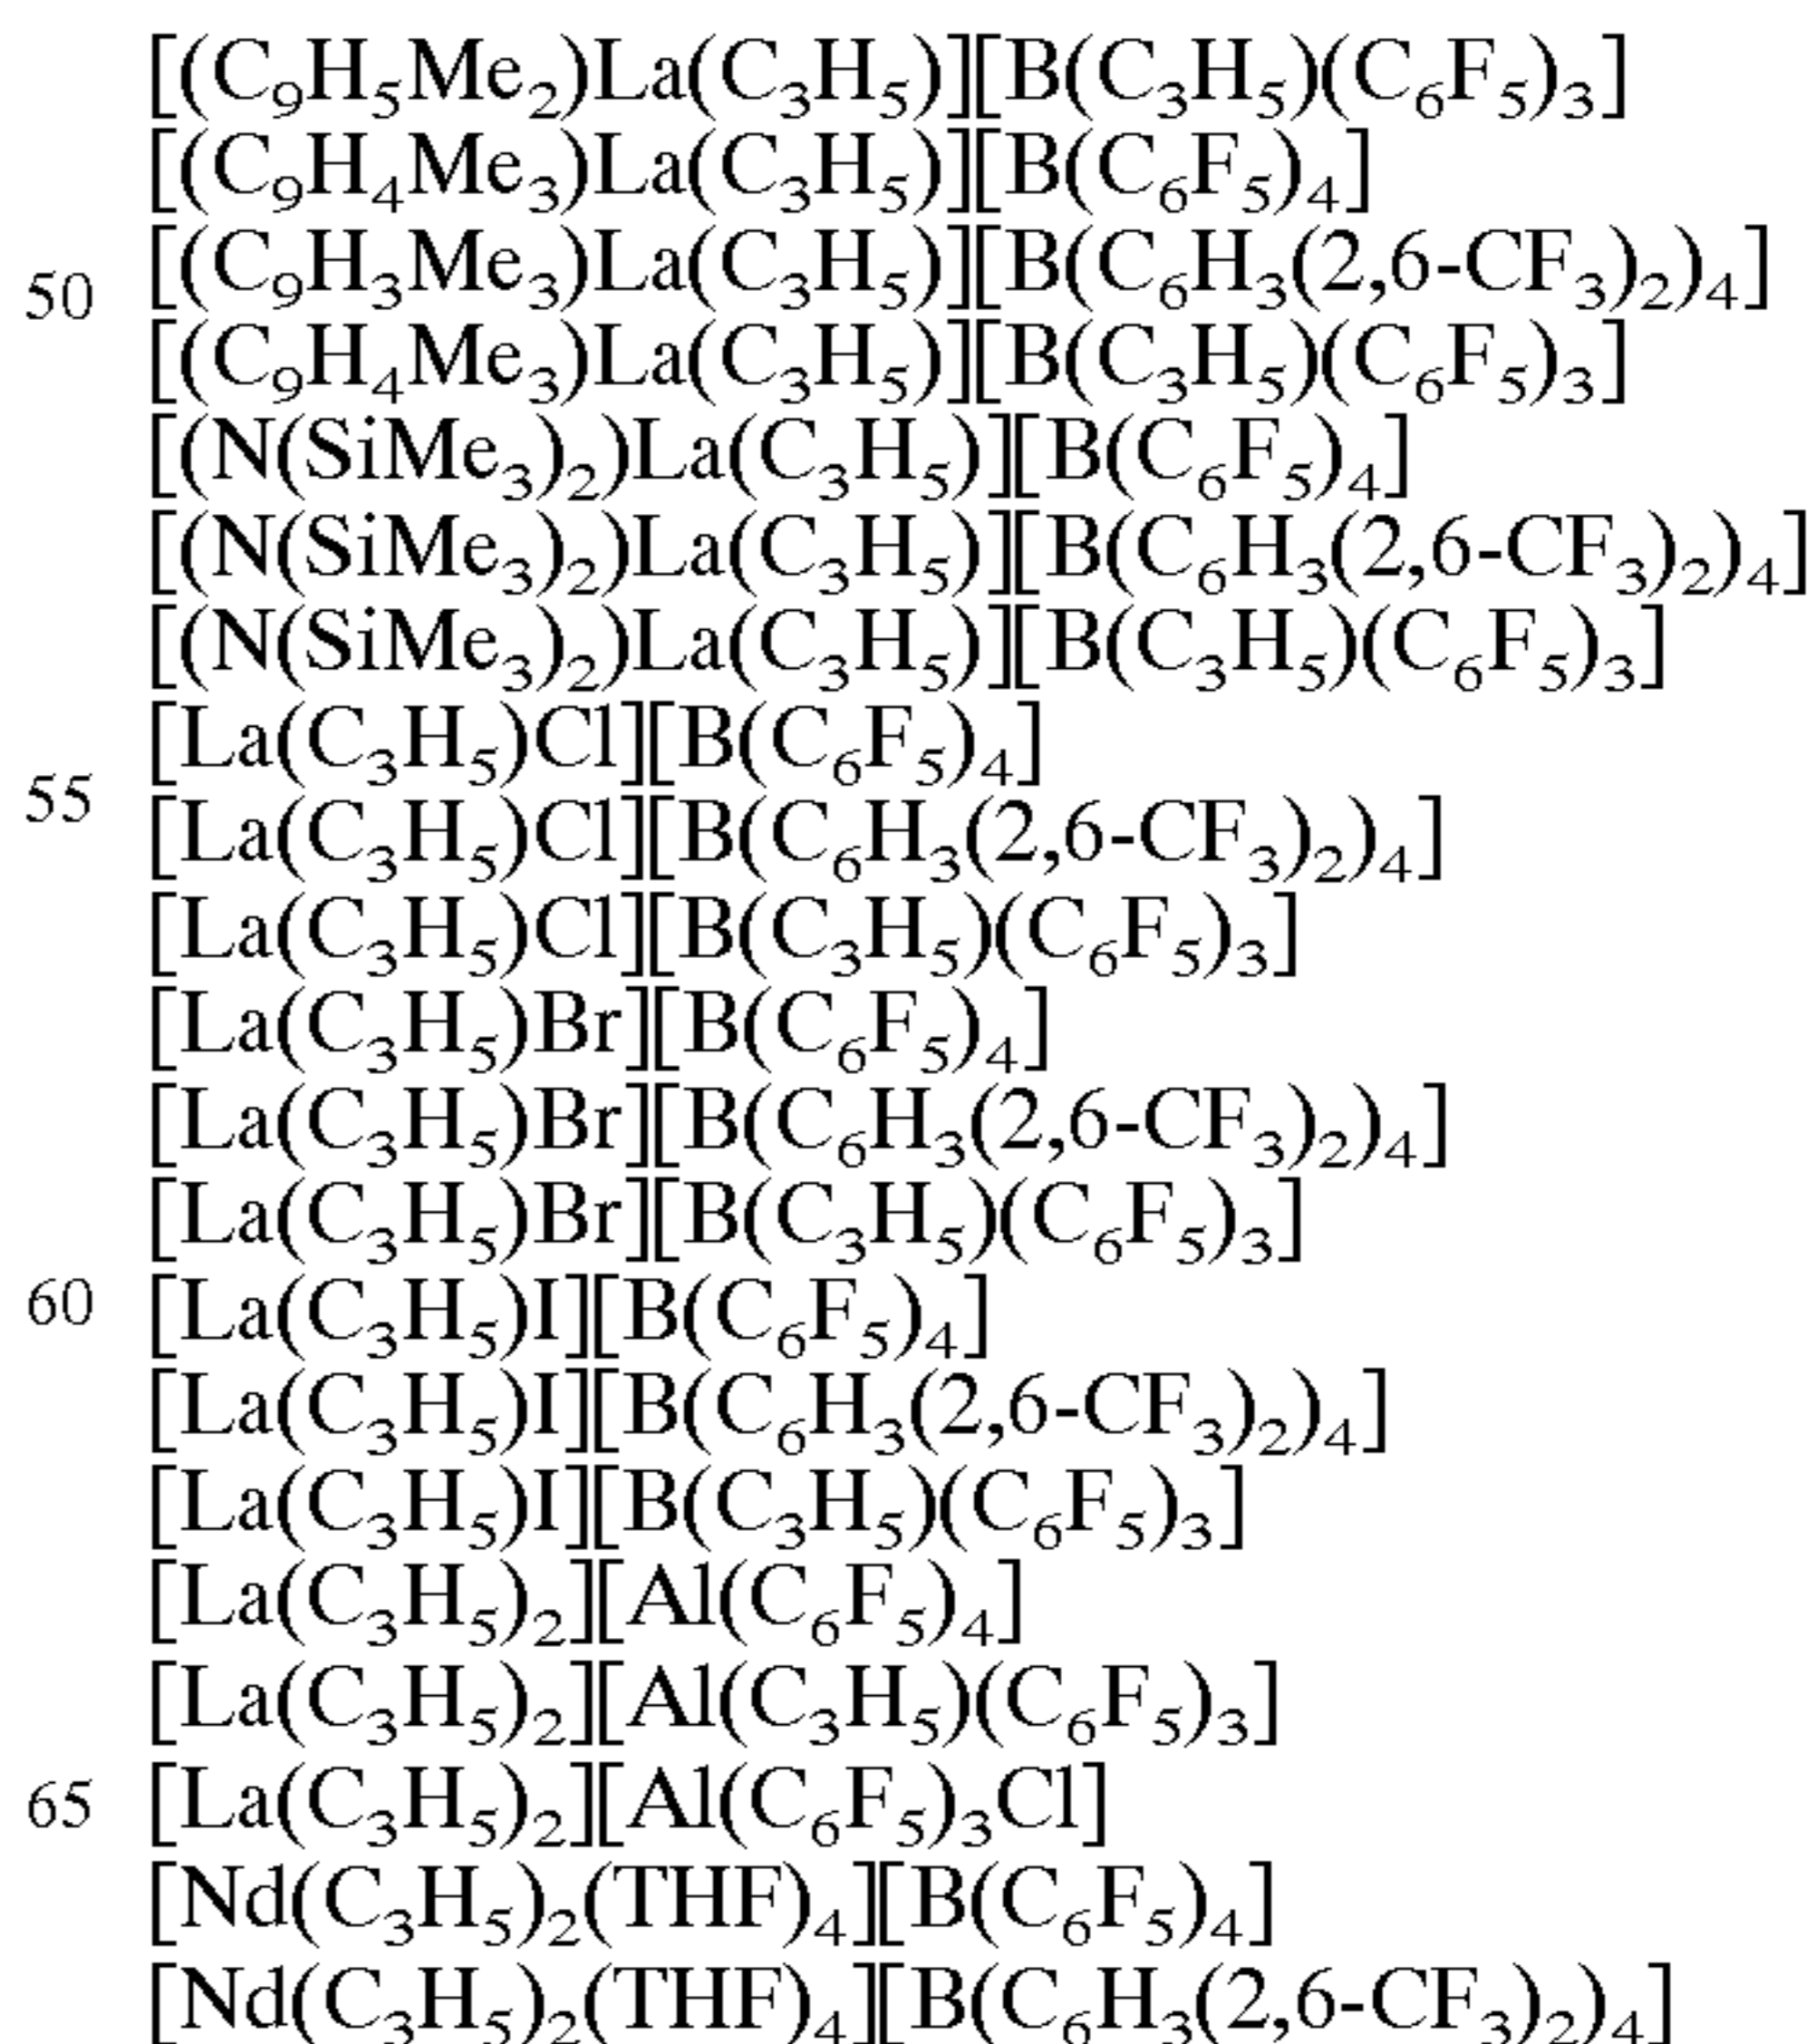 [(C₉H₅Me₂)La(C₃H₅)][B(C₃H₅)(C₆F₅)₃]
[(C₉H₄Me₃)La(C₃H₅)][B(C₆F₅)₄]
50 [(C₉H₃Me₃)La(C₃H₅)][B(C₆H₃(2,6-CF₃)₂)₄]
[(C₉H₄Me₃)La(C₃H₅)][B(C₃H₅)(C₆F₅)₃]
[(N(SiMe₃)₂)La(C₃H₅)][B(C₆F₅)₄]
[(N(SiMe₃)₂)La(C₃H₅)][B(C₆H₃(2,6-CF₃)₂)₄]
[(N(SiMe₃)₂)La(C₃H₅)][B(C₃H₅)(C₆F₅)₃]
[La(C₃H₅)Cl][B(C₆F₅)₄]
55 [La(C₃H₅)Cl][B(C₆H₃(2,6-CF₃)₂)₄]
[La(C₃H₅)Cl][B(C₃H₅)(C₆F₅)₃]
[La(C₃H₅)Br][B(C₆F₅)₄]
[La(C₃H₅)Br][B(C₆H₃(2,6-CF₃)₂)₄]
[La(C₃H₅)Br][B(C₃H₅)(C₆F₅)₃]
60 [La(C₃H₅)I][B(C₆F₅)₄]
[La(C₃H₅)I][B(C₆H₃(2,6-CF₃)₂)₄]
[La(C₃H₅)I][B(C₃H₅)(C₆F₅)₃]
[La(C₃H₅)₂][Al(C₆F₅)₄]
[La(C₃H₅)₂][Al(C₃H₅)(C₆F₅)₃]
65 [La(C₃H₅)₂][Al(C₆F₅)₃Cl]
[Nd(C₃H₅)₂(THF)₄][B(C₆F₅)₄]
[Nd(C₃H₅)₂(THF)₄][B(C₆H₃(2,6-CF₃)₂)₄]